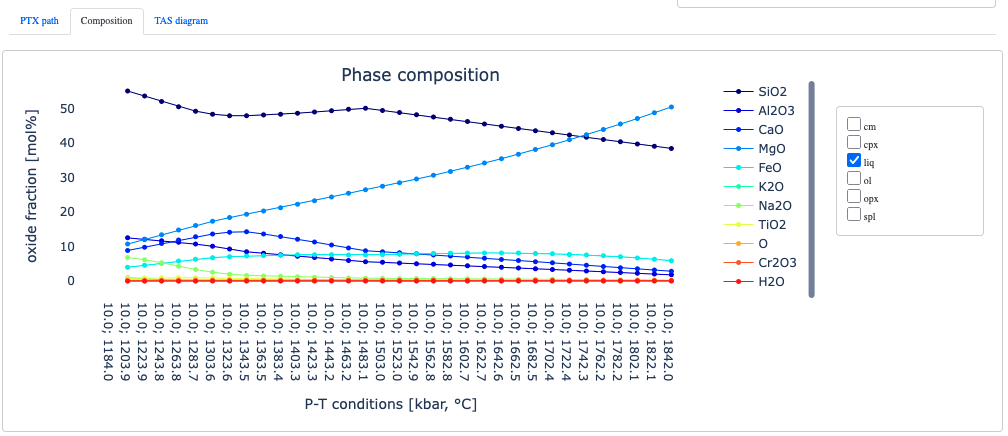 PTX path
Composition
TAS diagram
Phase composition
oxide fraction [mol%]
50
40
30
20
10
0
10.0; 1184.0
10.0; 1203.9
10.0; 1223.9
10.0; 1243.8
10.0; 1263.8
10.0; 1283.7
10.0; 1303.6
10.0; 1323.6
10.0; 1343.5
10.0; 1363.5
10.0; 1383.4
10.0; 1403.3
10.0; 1423.3
10.0; 1443.2
10.0; 1463.2
10.0; 1483.1
10.0; 1503.0
10.0; 1523.0
10.0; 1542.9
10.0; 1562.8
10.0; 1582.8
10.0; 1602.7
10.0; 1622.7
10.0; 1642.6
10.0; 1662.5
10.0; 1682.5
10.0; 1702.4
10.0; 1722.4
10.0; 1742.3
10.0; 1762.2
10.0; 1782.2
10.0; 1802.1
10.0; 1822.1
10.0; 1842.0
P-T conditions [kbar, °C]
SiO2
Al2O3
CaO
MgO
FeO
K2O
Na2O
TiO2
O
Cr2O3
H2O
cm
cpx
liq
ol
opx
spl